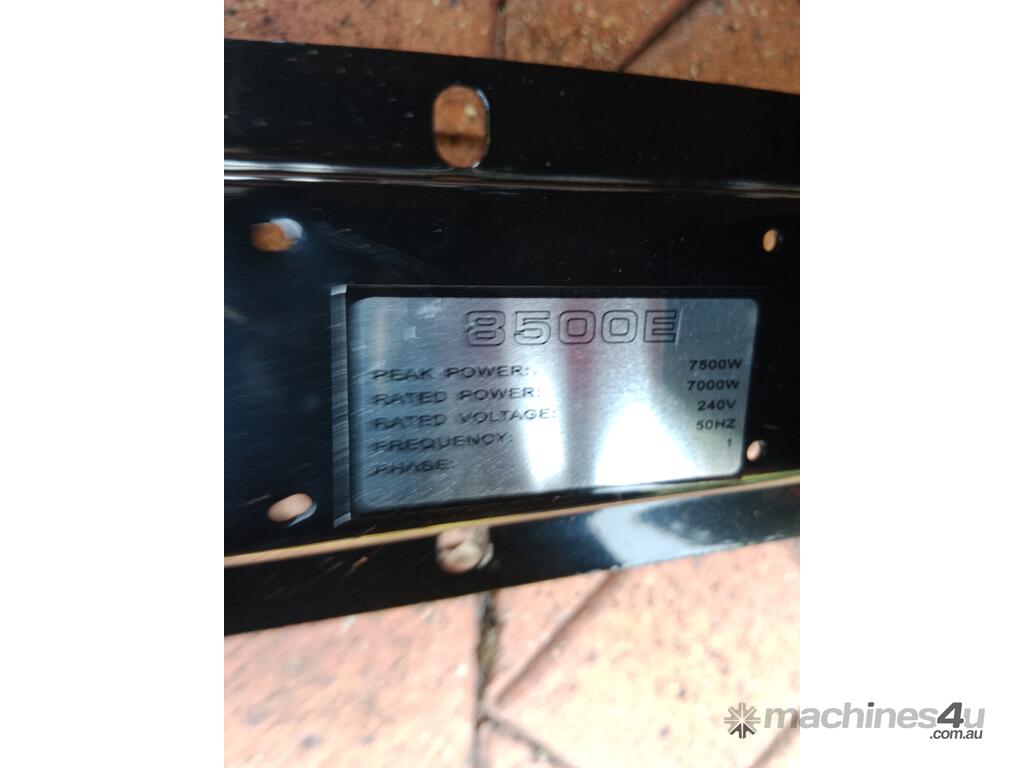 8500E
PEAK POWER: 7500W
RATED POWER: 7000W
RATED VOLTAGE: 240V
FREQUENCY: 50HZ
PHASE: 1
machines4u
.com.au